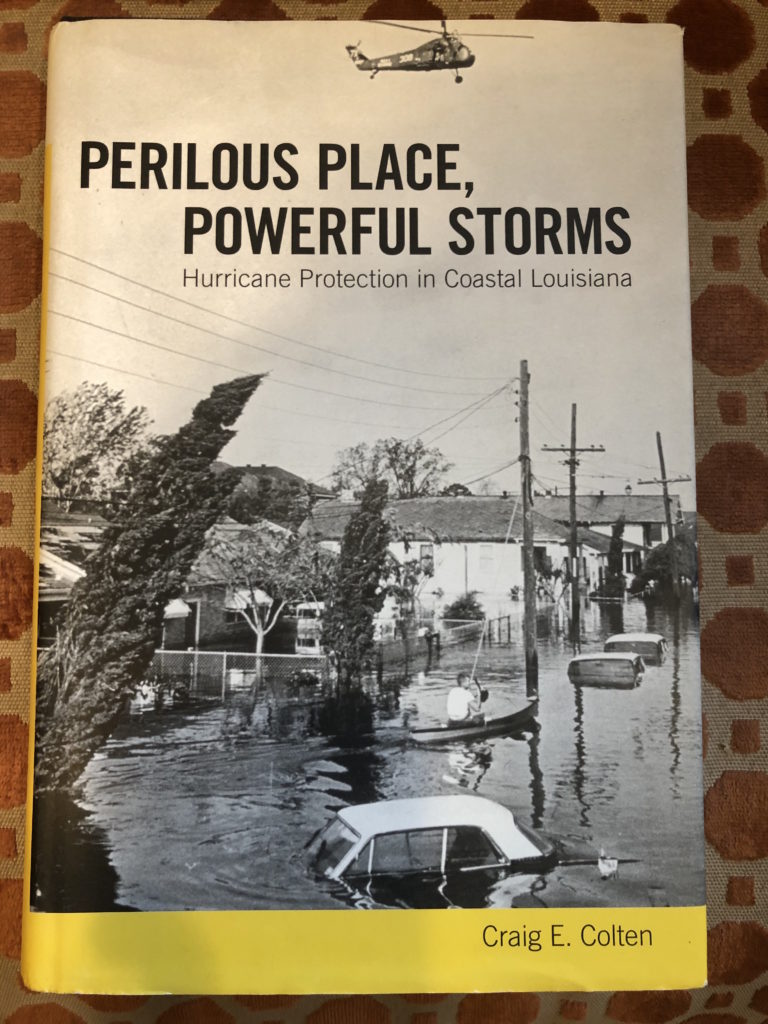 PERILOUS PLACE,
POWERFUL STORMS
Hurricane Protection in Coastal Louisiana
Craig E. Colten